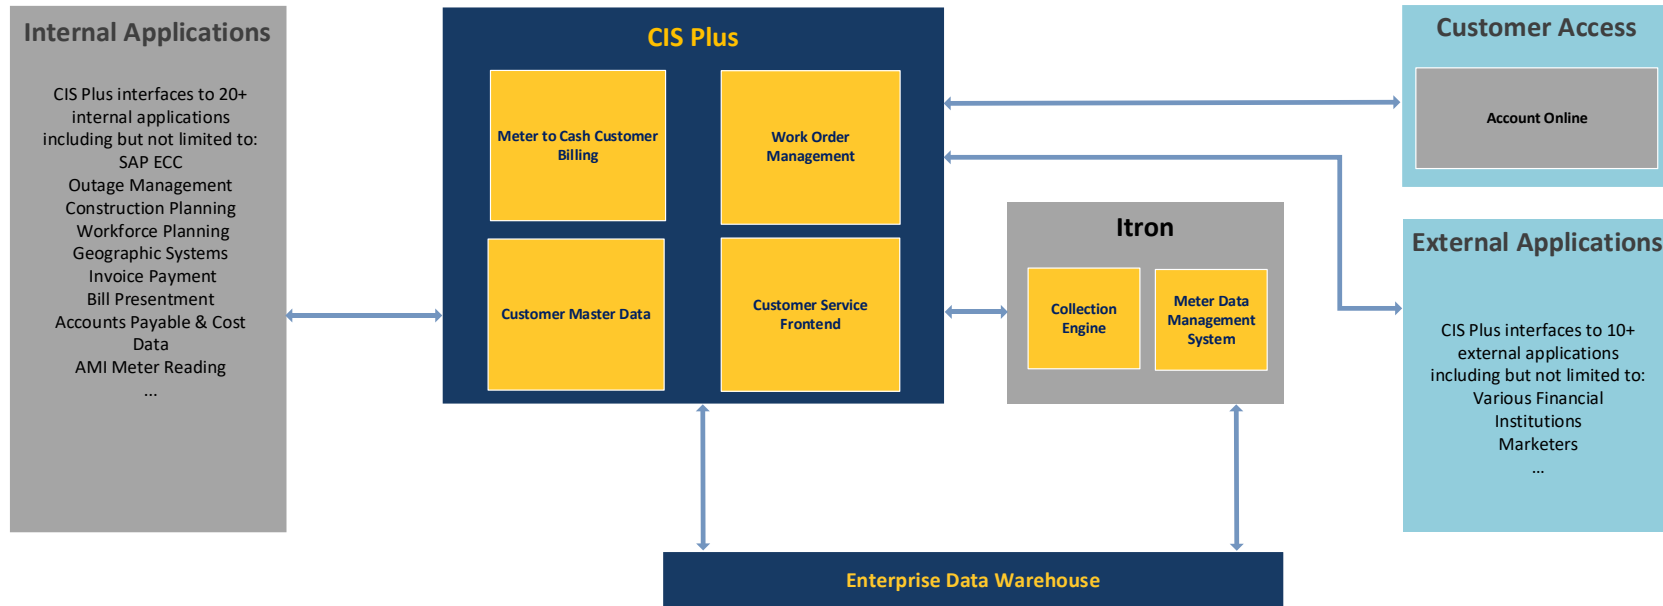 Internal Applications
CIS Plus interfaces to 20+
internal applications
including but not limited to:
SAP ECC
Outage Management
Construction Planning
Workforce Planning
Geographic Systems
Invoice Payment
Bill Presentment
Accounts Payable & Cost
Data
AMI Meter Reading
...
CIS Plus
Meter to Cash Customer
Billing
Work Order
Management
Customer Master Data
Customer Service
Frontend
Itron
Collection
Engine
Meter Data
Management
System
Customer Access
Account Online
External Applications
CIS Plus interfaces to 10+
external applications
including but not limited to:
Various Financial
Institutions
Marketers
...
Enterprise Data Warehouse